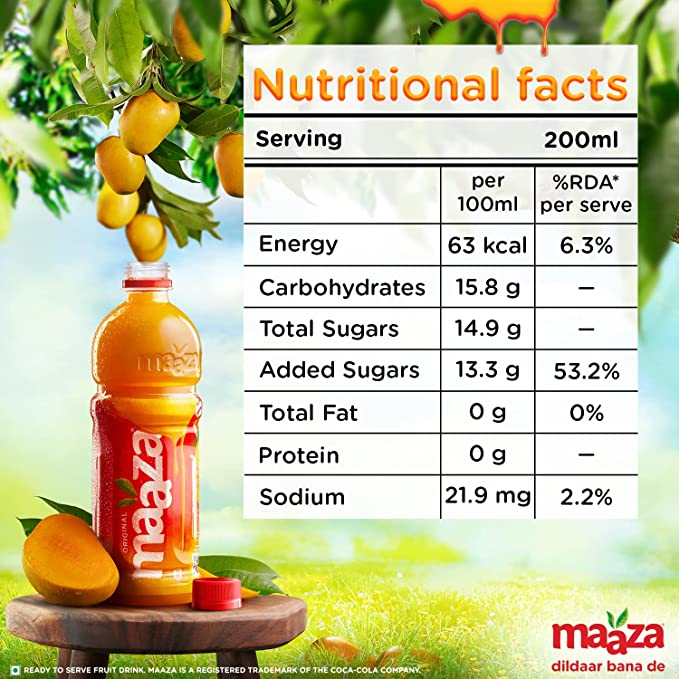 Nutritional facts
Serving 200ml
per 100ml %RDA* per serve
Energy 63 kcal 6.3%
Carbohydrates 15.8 g –
Total Sugars 14.9 g –
Added Sugars 13.3 g 53.2%
Total Fat 0 g 0%
Protein 0 g –
Sodium 21.9 mg 2.2%
maaza
ORIGINAL
maaza
maaza
dildaar bana de
READY TO SERVE FRUIT DRINK. MAAZA IS A REGISTERED TRADEMARK OF THE COCA-COLA COMPANY.